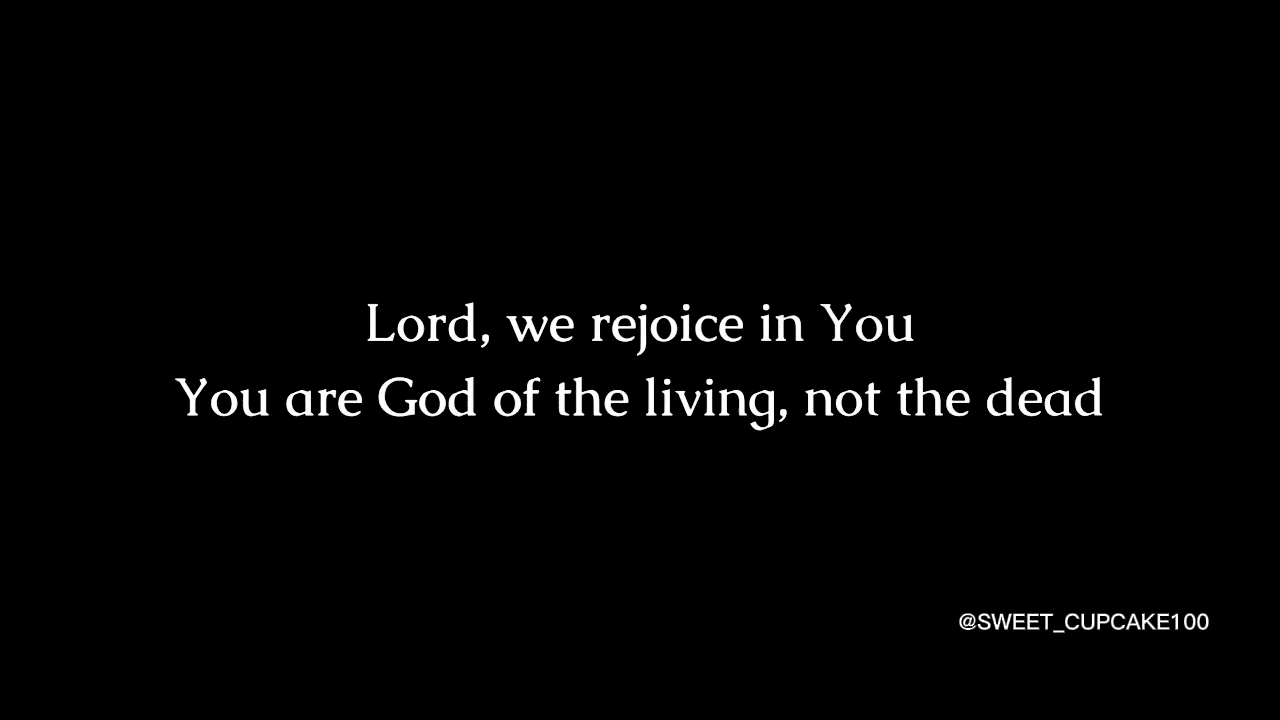 Lord, we rejoice in You
You are God of the living, not the dead
@SWEET_CUPCAKE100